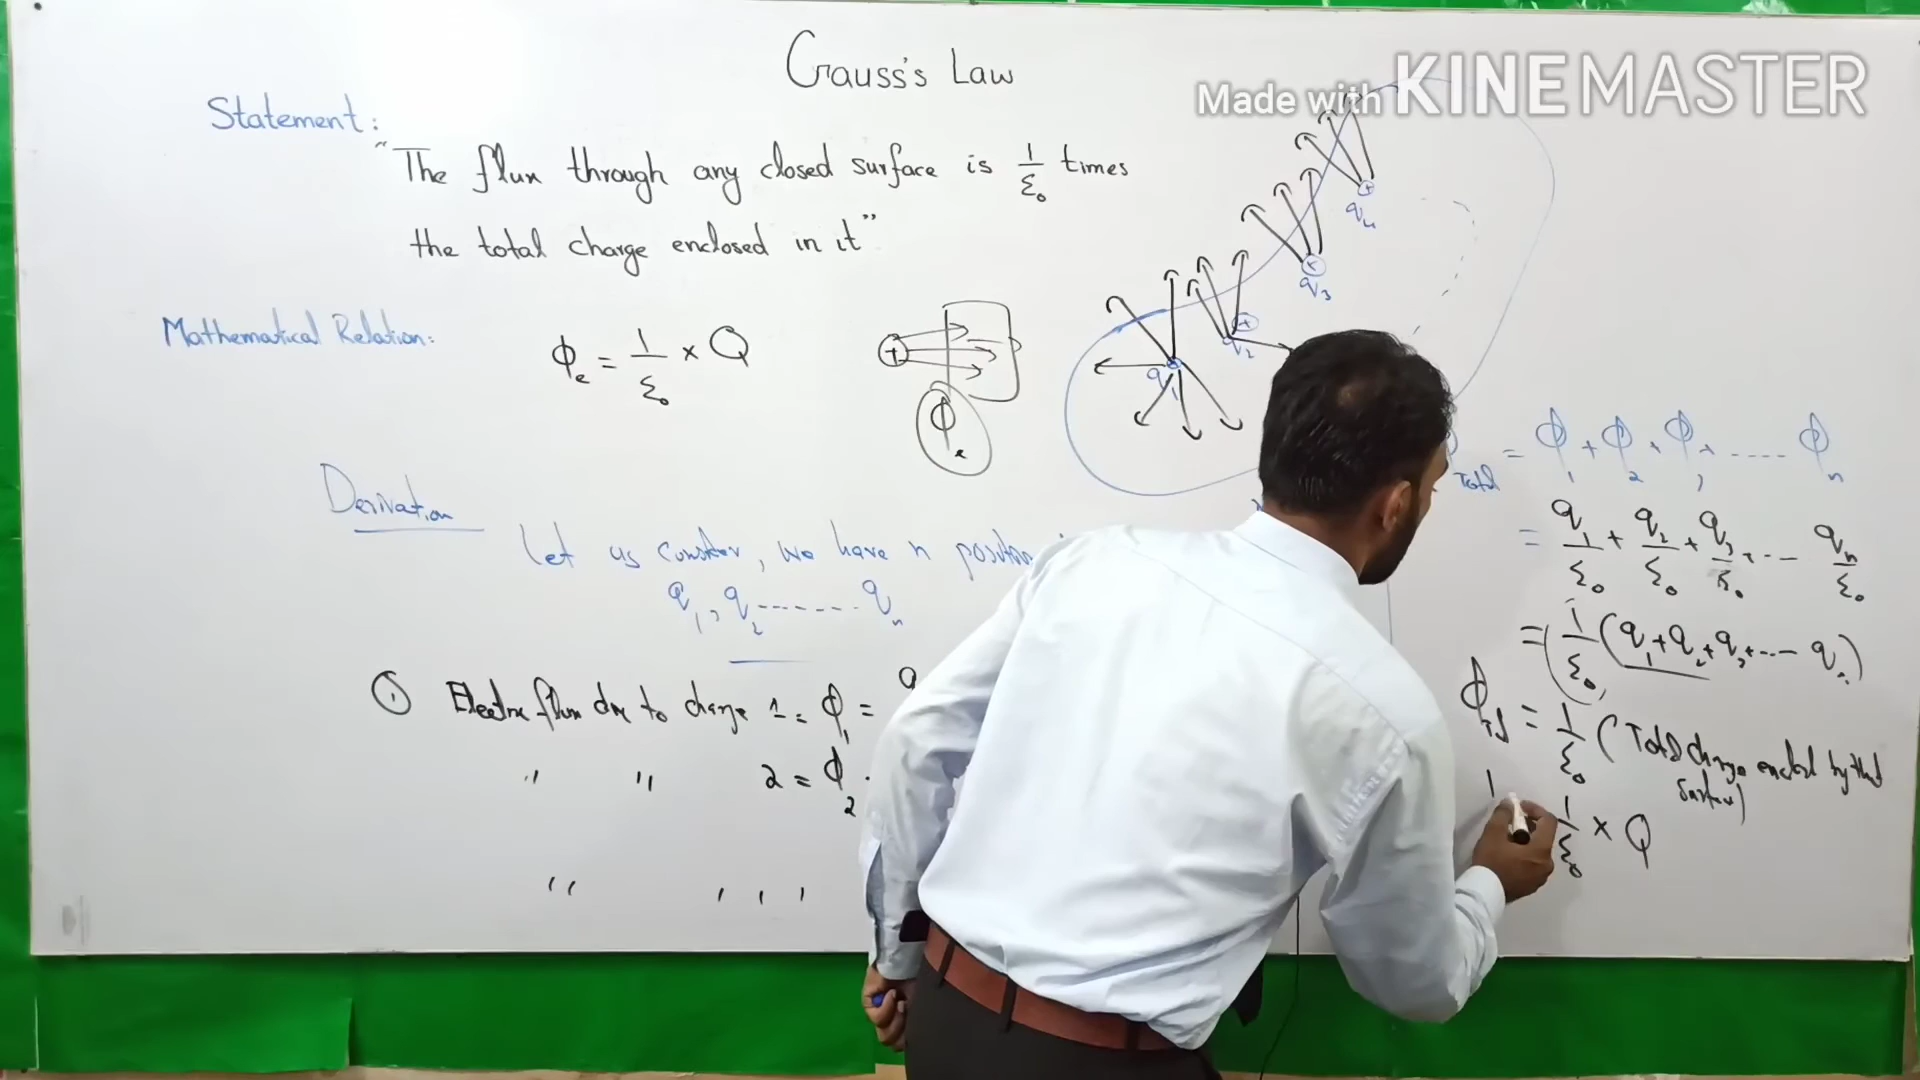 Gauss's Law
Made with KINEMASTER
Statement:
"The flux through any closed surface is 1/ε₀ times
the total charge enclosed in it"
Mathematical Relation:
ϕₑ = 1/ε₀ × Q
+
ϕₑ
q₁
+
q₂
q₃
+
q₄
Derivation
Let us consider, we have n
q₁, q₂ ------- qₙ
① Electric flux due to charge 1 = ϕ₁ =
" " 2 = ϕ₂
" , , ,
Total = ϕ₁ + ϕ₂ + ϕ₃ + ..... ϕₙ
= q₁/ε₀ + q₂/ε₀ + q₃/ε₀ + --- qₙ/ε₀
= 1/ε₀ (q₁ + q₂ + q₃ + --- qₙ)
ϕ = 1/ε₀ (Total charge enclosed by that
surface)
1/ε₀ × Q